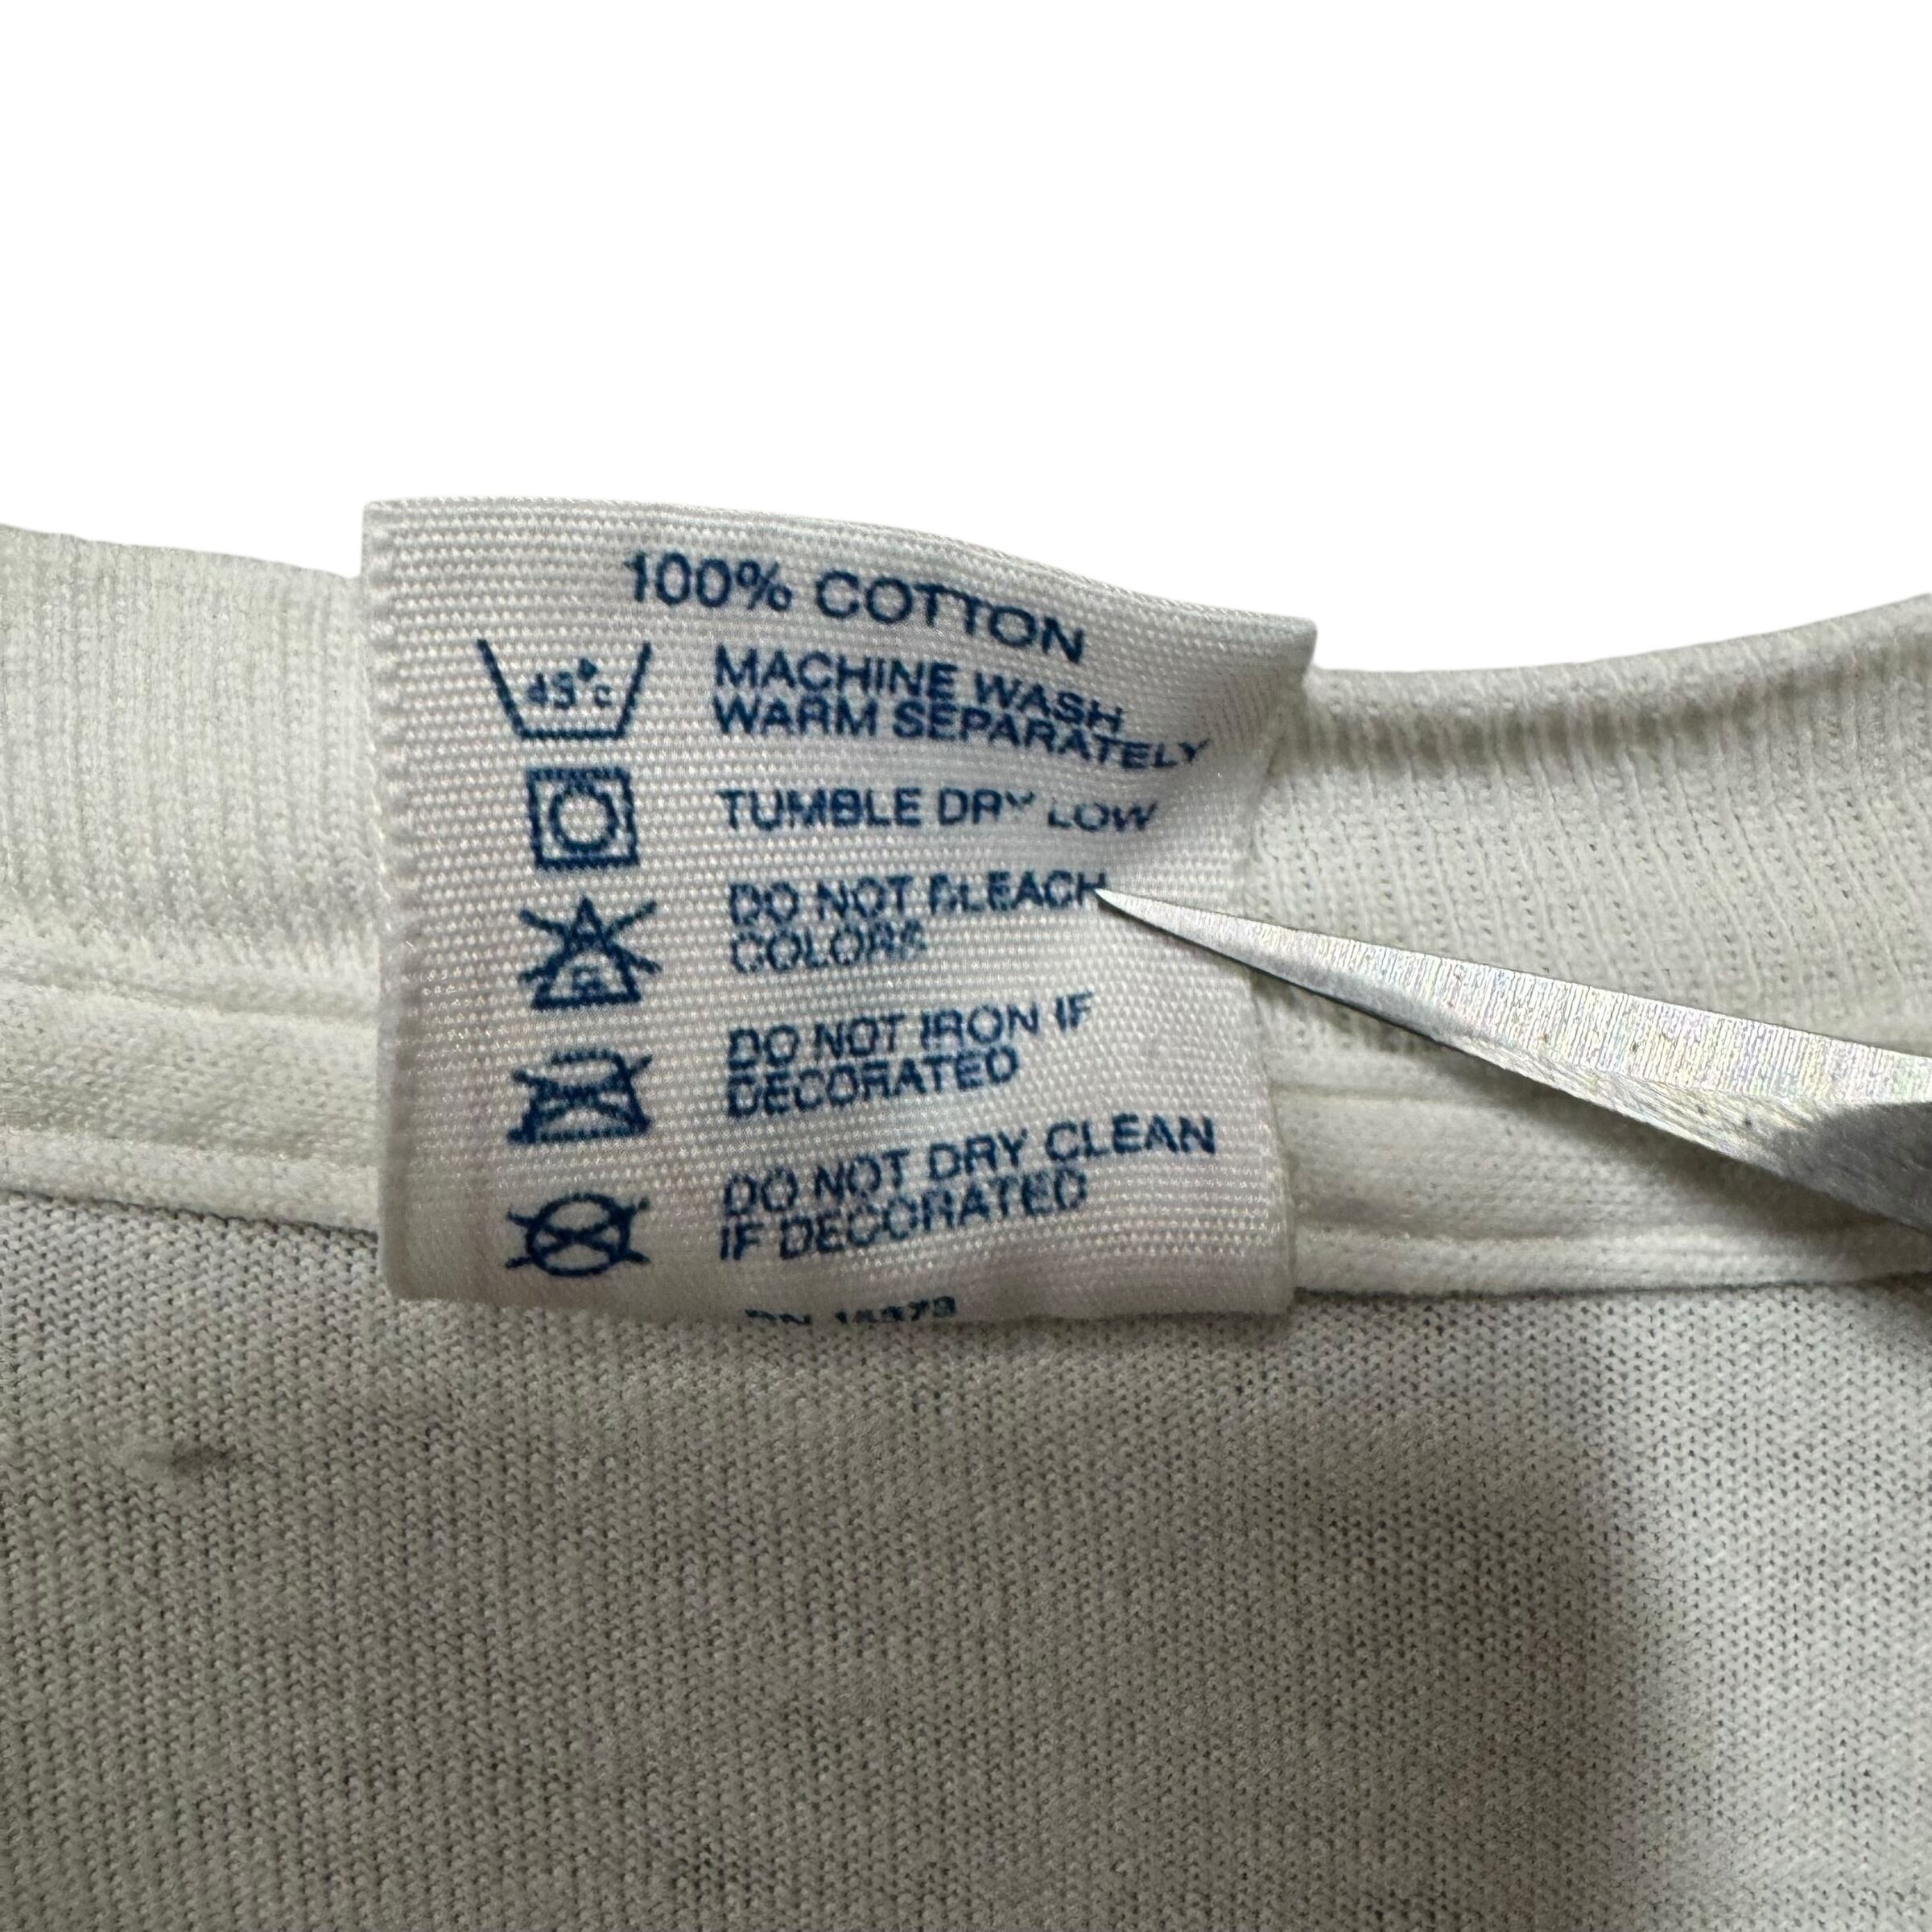 100% COTTON
45°C
MACHINE WASH
WARM SEPARATELY
TUMBLE DRY LOW
DO NOT BLEACH
COLORS
DO NOT IRON IF
DECORATED
DO NOT DRY CLEAN
IF DECORATED